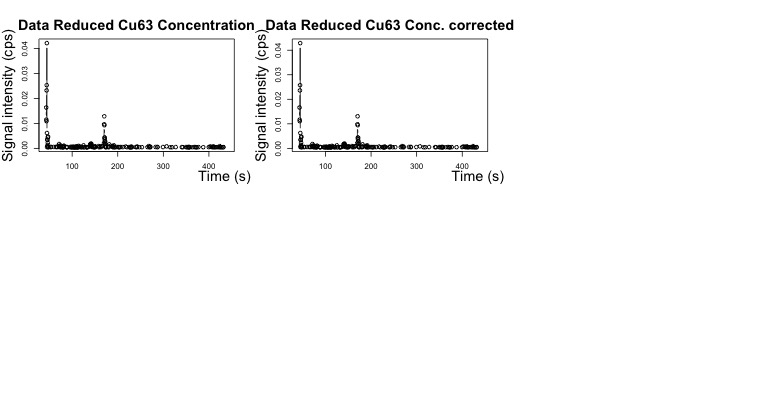 Data Reduced Cu63 Concentration
Signal intensity (cps)
0.00 0.01 0.02 0.03 0.04
100 200 300 400
Time (s)
Data Reduced Cu63 Conc. corrected
Signal intensity (cps)
0.00 0.01 0.02 0.03 0.04
100 200 300 400
Time (s)